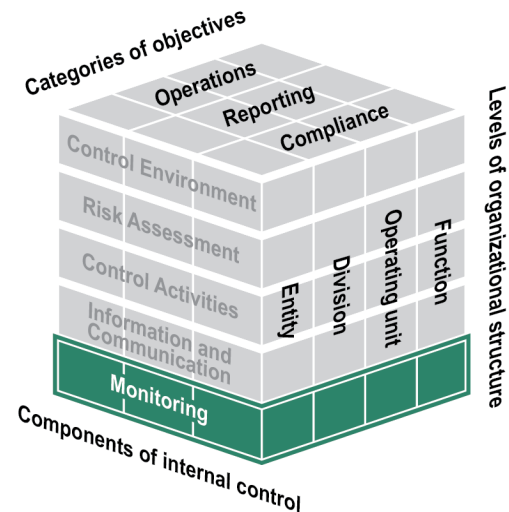 Categories of objectives
Operations
Reporting
Compliance
Control Environment
Risk Assessment
Control Activities
Information and
Communication
Monitoring
Entity
Division
Operating unit
Function
Levels of organizational structure
Components of internal control